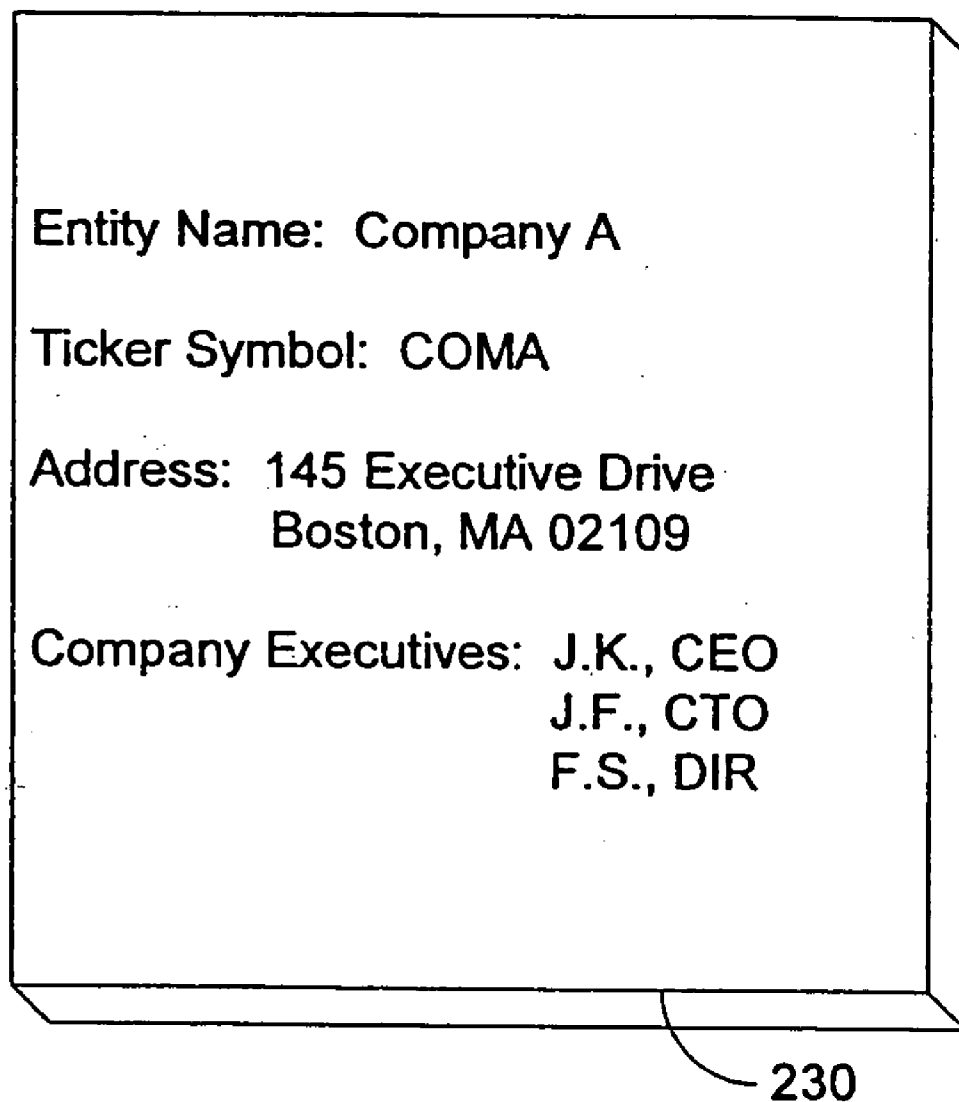 Entity Name: Company A
Ticker Symbol: COMA
Address: 145 Executive Drive
Boston, MA 02109
Company Executives: J.K., CEO
J.F., CTO
F.S., DIR
230